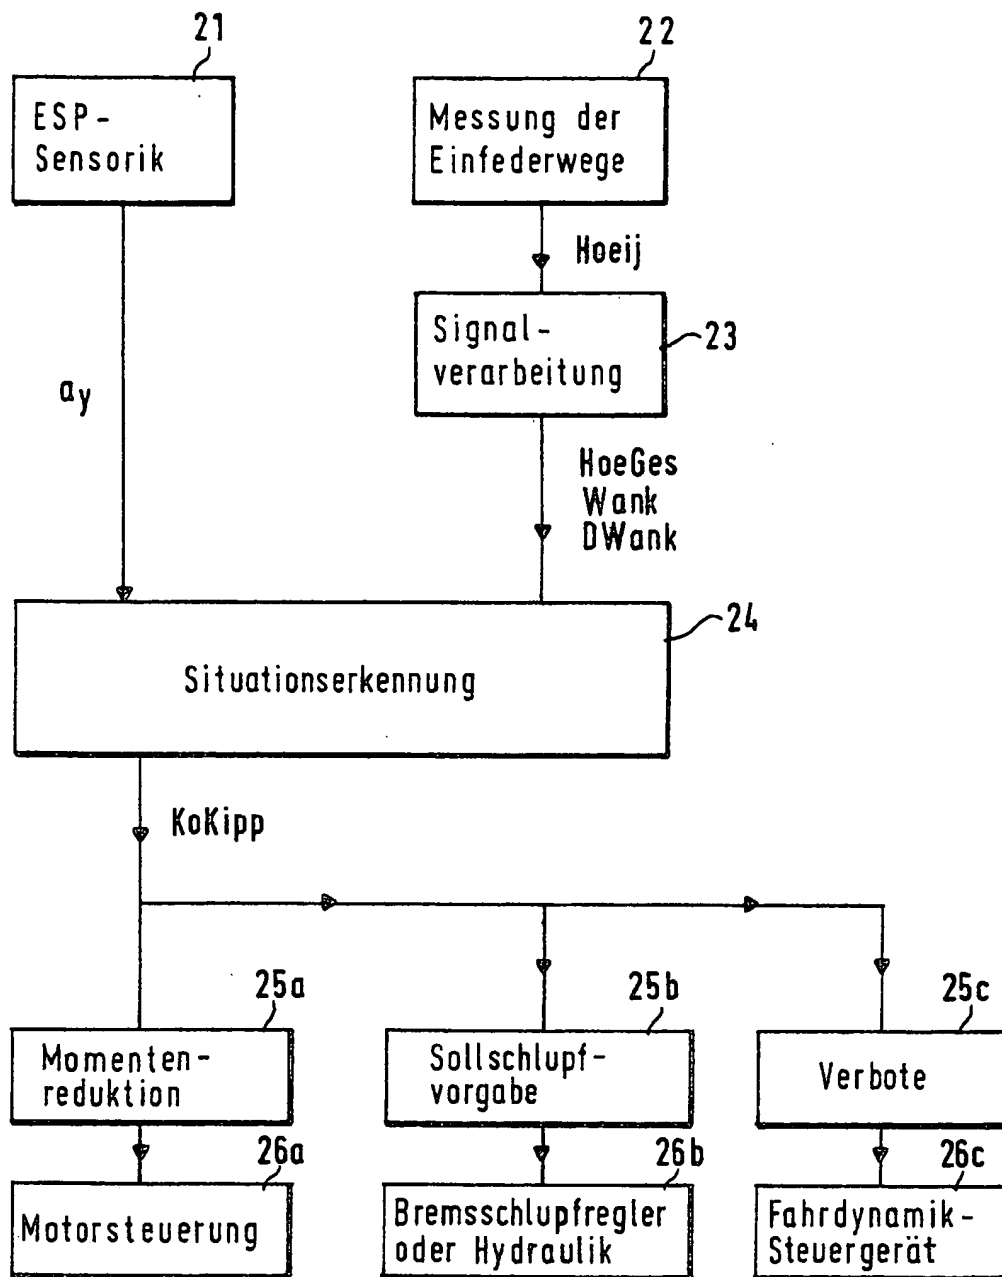 21
22
ESP-
Sensorik
Messung der
Einfederwege
Hoeij
Signal-
verarbeitung
23
ay
HoeGes
Wank
DWank
24
Situationserkennung
KoKipp
25a
25b
25c
Momenten-
reduktion
Sollschlupf-
vorgabe
Verbote
26a
26b
26c
Motorsteuerung
Bremsschlupfregler
oder Hydraulik
Fahrdynamik-
Steuergerät